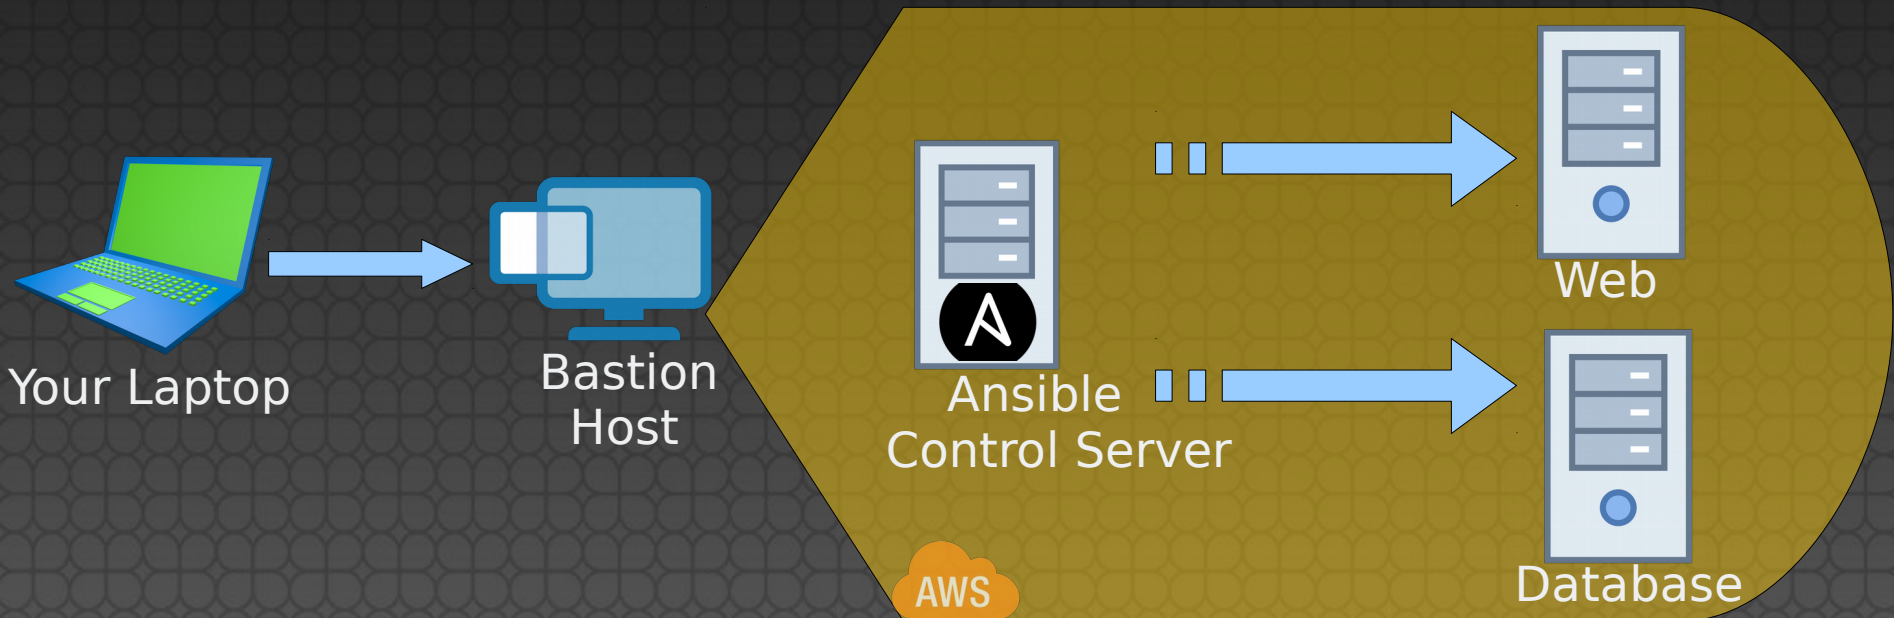 Your Laptop
Bastion
Host
Ansible
Control Server
Web
Database
AWS